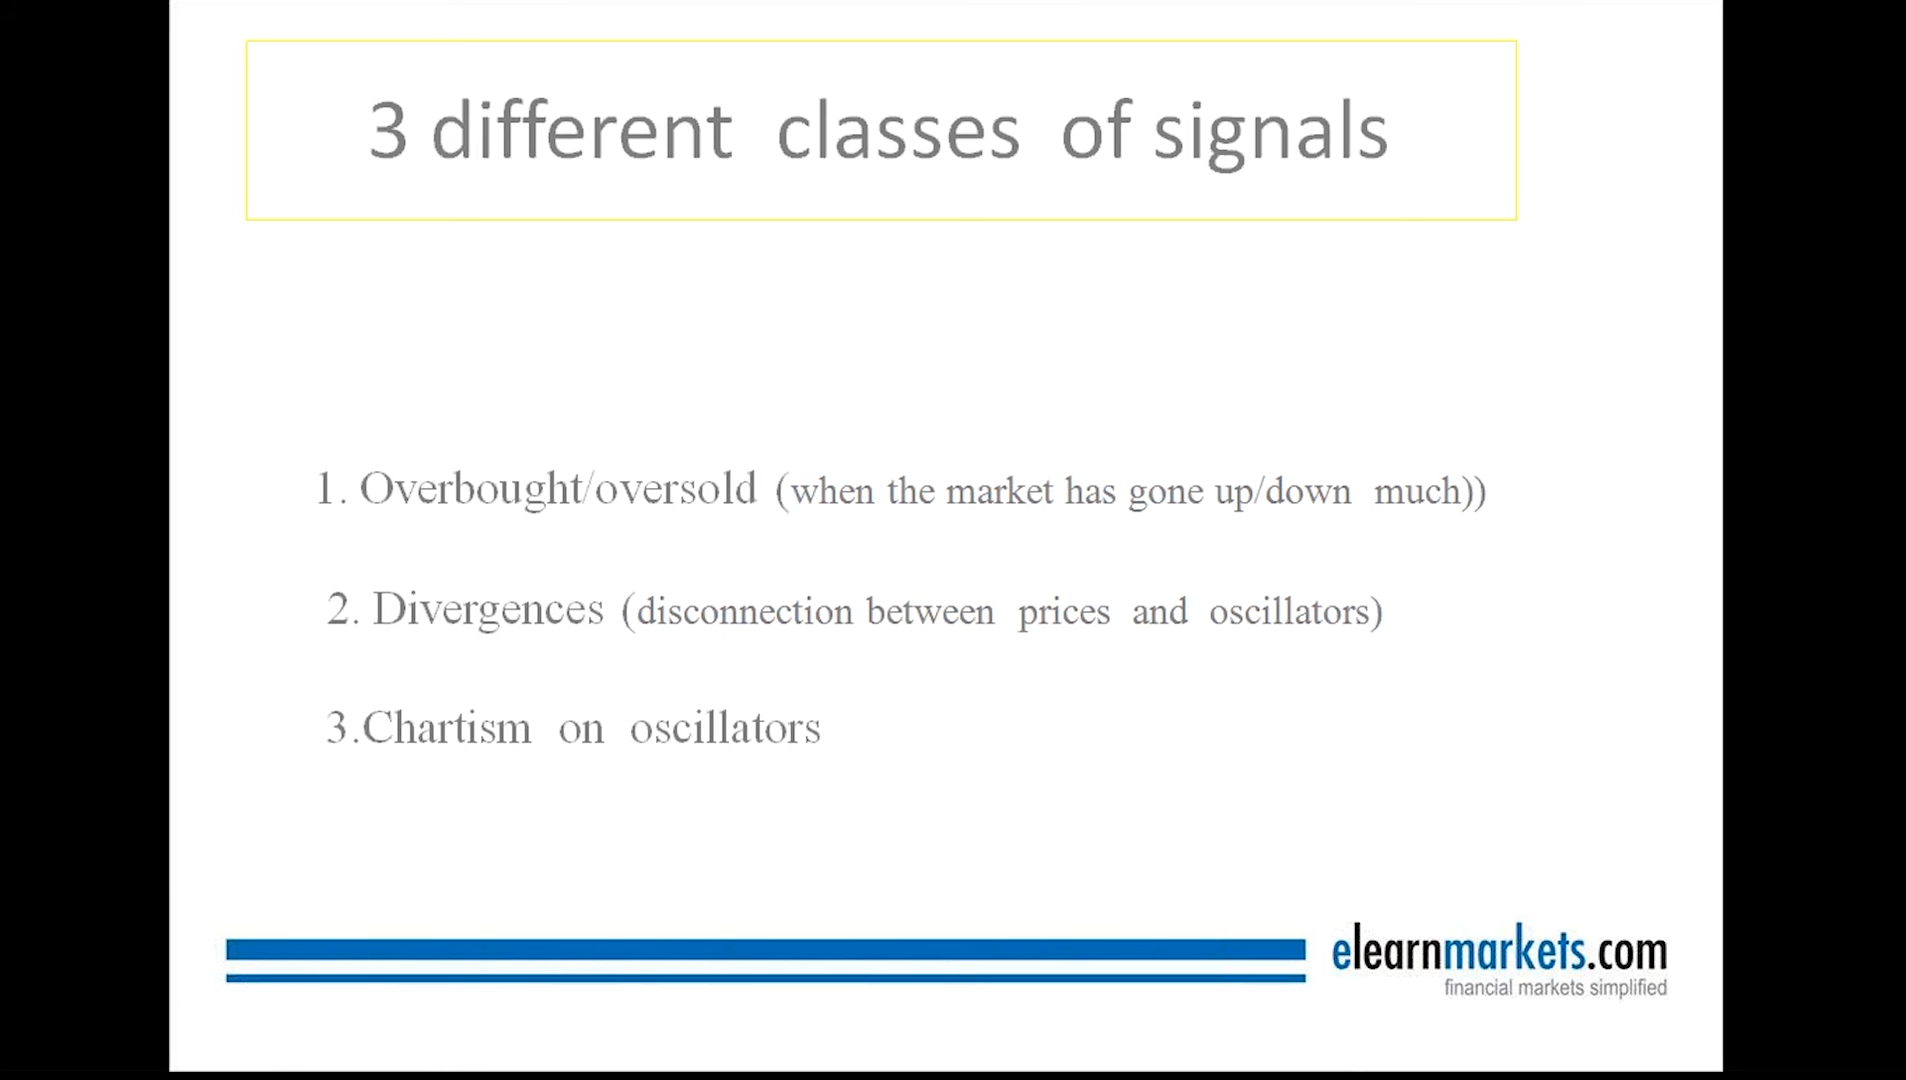 3 different classes of signals
1. Overbought/oversold (when the market has gone up/down much))
2. Divergences (disconnection between prices and oscillators)
3.Chartism on oscillators
elearnmarkets.com
financial markets simplified